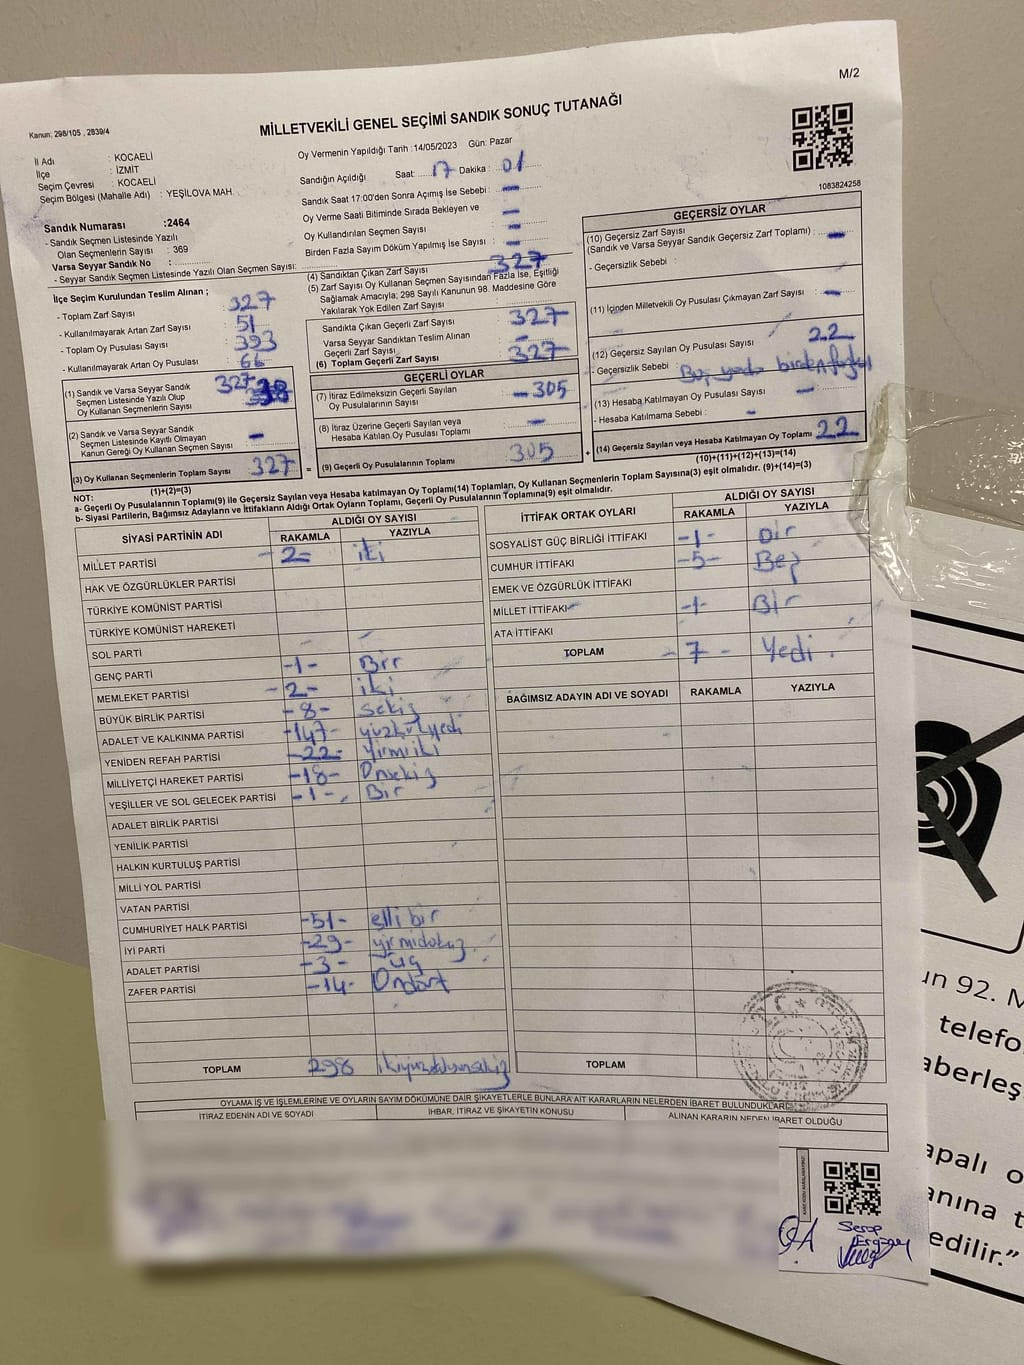 M/2
Kanun; 298/105 , 2839/4
MİLLETVEKİLİ GENEL SEÇİMİ SANDIK SONUÇ TUTANAĞI
İl Adı : KOCAELİ
İlçe : İZMİT
Seçim Çevresi : KOCAELİ
Seçim Bölgesi (Mahalle Adı) : YEŞİLOVA MAH.
Sandık Numarası :2464
- Sandık Seçmen Listesinde Yazılı
Olan Seçmenlerin Sayısı : 369
Varsa Seyyar Sandık No :
- Seyyar Sandık Seçmen Listesinde Yazılı Olan Seçmen Sayısı:
Oy Vermenin Yapıldığı Tarih :14/05/2023 Gün: Pazar
Sandığın Açıldığı Saat: 17 Dakika : 01
Sandık Saat 17:00'den Sonra Açımış İse Sebebi : -
Oy Verme Saati Bitiminde Sırada Bekleyen ve -
Oy Kullandırılan Seçmen Sayısı : -
Birden Fazla Sayım Döküm Yapılmış İse Sayısı : -
1083824258
İlçe Seçim Kurulundan Teslim Alınan ;
- Toplam Zarf Sayısı : 327
- Kullanılmayarak Artan Zarf Sayısı : 51
- Toplam Oy Pusulası Sayısı : 393
- Kullanılmayarak Artan Oy Pusulası : 66
(1) Sandık ve Varsa Seyyar Sandık
Seçmen Listesinde Yazılı Olup
Oy Kullanan Seçmenlerin Sayısı : 327
(2) Sandık ve Varsa Seyyar Sandık
Seçmen Listesinde Kayıtlı Olmayan
Kanun Gereği Oy Kullanan Seçmen Sayısı : -
(3) Oy Kullanan Seçmenlerin Toplam Sayısı 327 =
(1)+(2)=(3)
(4) Sandıktan Çıkan Zarf Sayısı : 327
(5) Zarf Sayısı Oy Kullanan Seçmen Sayısından Fazla İse, Eşitliği
Sağlamak Amacıyla; 298 Sayılı Kanunun 98. Maddesine Göre
Yakılarak Yok Edilen Zarf Sayısı :
Sandıkta Çıkan Geçerli Zarf Sayısı : 327
Varsa Seyyar Sandıktan Teslim Alınan
Geçerli Zarf Sayısı : -
(6) Toplam Geçerli Zarf Sayısı : 327
GEÇERLİ OYLAR
(7) İtiraz Edilmeksizin Geçerli Sayılan
Oy Pusulalarının Sayısı : - 305
(8) İtiraz Üzerine Geçerli Sayılan veya
Hesaba Katılan Oy Pusulası Toplamı : -
(9) Geçerli Oy Pusulalarının Toplamı : 305 +
GEÇERSİZ OYLAR
(10) Geçersiz Zarf Sayısı
(Sandık ve Varsa Seyyar Sandık Geçersiz Zarf Toplamı) : -
- Geçersizlik Sebebi :
(11) İçinden Milletvekili Oy Pusulası Çıkmayan Zarf Sayısı : -
(12) Geçersiz Sayılan Oy Pusulası Sayısı : 22
- Geçersizlik Sebebi : Boş yada birden fazla
(13) Hesaba Katılmayan Oy Pusulası Sayısı : -
- Hesaba Katılmama Sebebi : -
(14) Geçersiz Sayılan veya Hesaba Katılmayan Oy Toplamı 22
(10)+(11)+(12)+(13)=(14)
NOT:
a- Geçerli Oy Pusulalarının Toplamı(9) ile Geçersiz Sayılan veya Hesaba katılmayan Oy Toplamı(14) Toplamları, Oy Kullanan Seçmenlerin Toplam Sayısına(3) eşit olmalıdır. (9)+(14)=(3)
b- Siyasi Partilerin, Bağımsız Adayların ve İttifakların Aldığı Ortak Oyların Toplamı, Geçerli Oy Pusulalarının Toplamına(9) eşit olmalıdır.
SİYASİ PARTİNİN ADI ALDIĞI OY SAYISI
RAKAMLA YAZIYLA
MİLLET PARTİSİ -2- iki
HAK VE ÖZGÜRLÜKLER PARTİSİ
TÜRKİYE KOMÜNİST PARTİSİ
TÜRKİYE KOMÜNİST HAREKETİ
SOL PARTİ - -
GENÇ PARTİ -1- Bir
MEMLEKET PARTİSİ -2- iki
BÜYÜK BİRLİK PARTİSİ -8- sekiz
ADALET VE KALKINMA PARTİSİ -147- yüzkırkyedi
YENİDEN REFAH PARTİSİ -22- Yirmiiki
MİLLİYETÇİ HAREKET PARTİSİ -18- Onsekiz
YEŞİLLER VE SOL GELECEK PARTİSİ -1- Bir
ADALET BİRLİK PARTİSİ
YENİLİK PARTİSİ
HALKIN KURTULUŞ PARTİSİ
MİLLİ YOL PARTİSİ
VATAN PARTİSİ
CUMHURİYET HALK PARTİSİ -51- elli bir
İYİ PARTİ -29- yirmidokuz
ADALET PARTİSİ -3- Üç
ZAFER PARTİSİ -14- Ondört
TOPLAM 298 ikiyüzdoksansekiz
İTTİFAK ORTAK OYLARI ALDIĞI OY SAYISI
RAKAMLA YAZIYLA
SOSYALİST GÜÇ BİRLİĞİ İTTİFAKI -1- Bir
CUMHUR İTTİFAKI -5- Beş
EMEK VE ÖZGÜRLÜK İTTİFAKI
MİLLET İTTİFAKI -1- Bir
ATA İTTİFAKI
TOPLAM - 7 - Yedi .
BAĞIMSIZ ADAYIN ADI VE SOYADI RAKAMLA YAZIYLA
TOPLAM
OYLAMA İŞ VE İŞLEMLERİNE VE OYLARIN SAYIM DÖKÜMÜNE DAİR ŞİKAYETLERLE BUNLARA AİT KARARLARIN NELERDEN İBARET BULUNDUKLARI
İTİRAZ EDENİN ADI VE SOYADI İHBAR, İTİRAZ VE ŞİKAYETİN KONUSU ALINAN KARARIN NEDEN İBARET OLDUĞU
un 92. M
telefo
aberleş
apalı o
anına t
edilir."